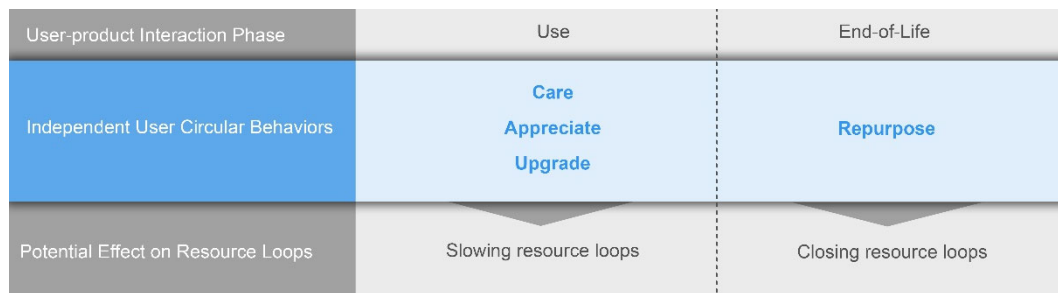 User-product Interaction Phase
Use
End-of-Life
Independent User Circular Behaviors
Care
Appreciate
Upgrade
Repurpose
Potential Effect on Resource Loops
Slowing resource loops
Closing resource loops